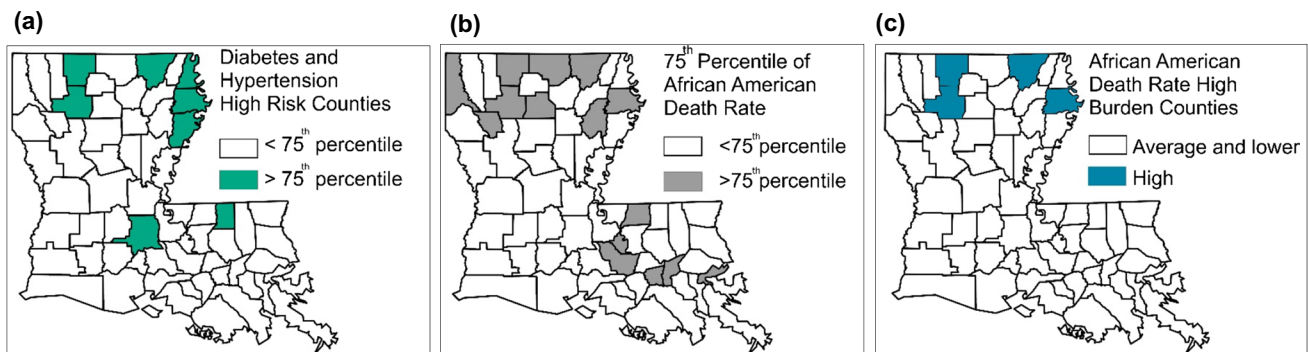 (a)
Diabetes and
Hypertension
High Risk Counties
< 75th percentile
> 75th percentile
(b)
75th Percentile of
African American
Death Rate
<75th percentile
>75th percentile
(c)
African American
Death Rate High
Burden Counties
Average and lower
High